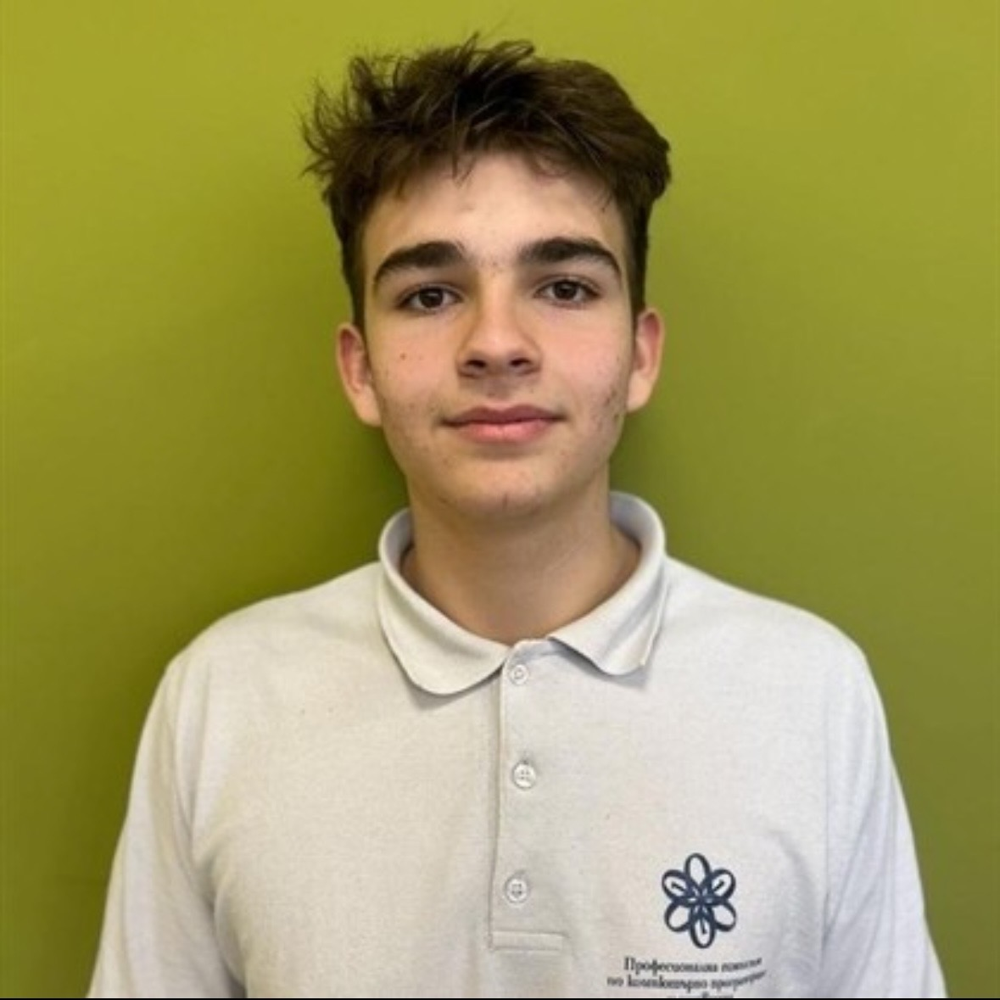 Професионална гимназия
по компютърно програмиране